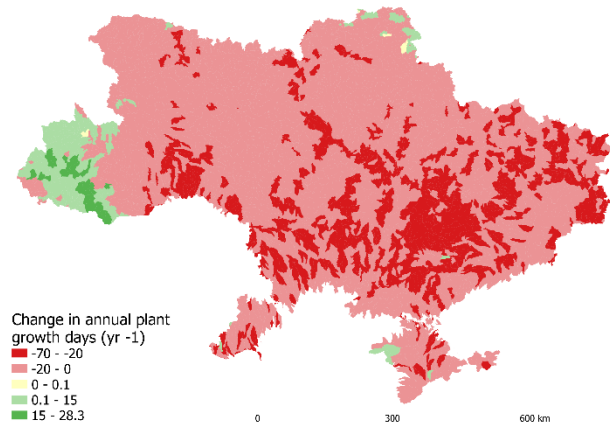 Change in annual plant
growth days (yr -1)
-70 - -20
-20 - 0
0 - 0.1
0.1 - 15
15 - 28.3
0 300 600 km